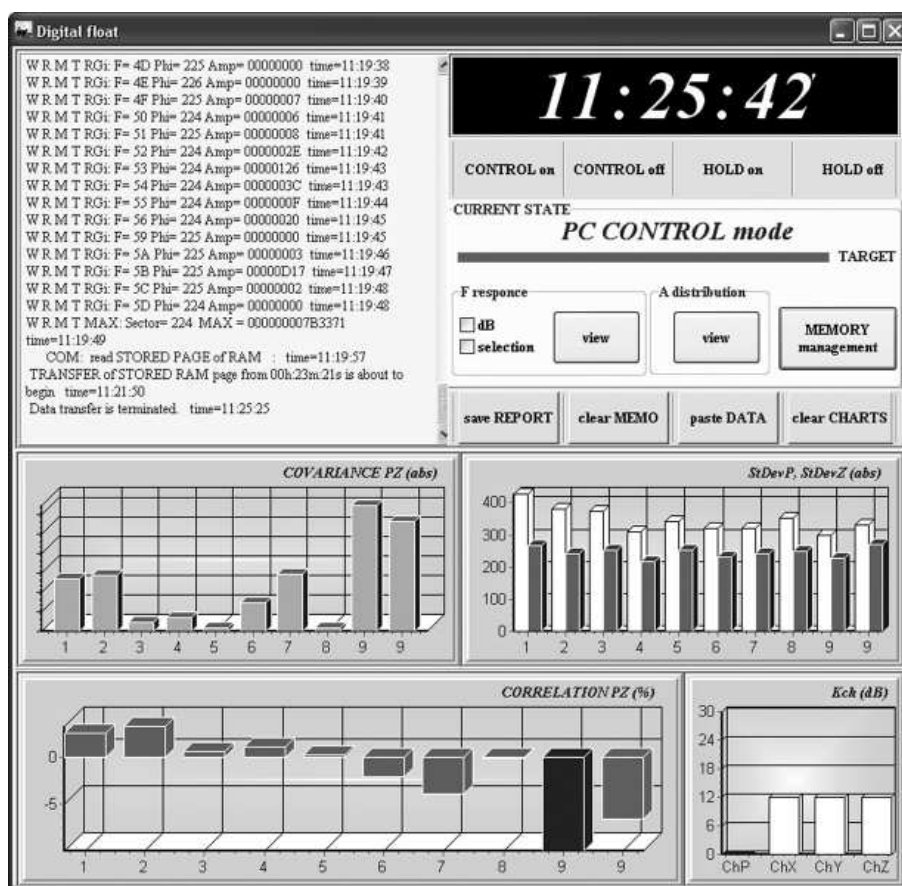 Digital float
W R M T RGi: F= 4D Phi= 225 Amp= 00000000 time=11:19:38
W R M T RGi: F= 4E Phi= 226 Amp= 00000000 time=11:19:39
W R M T RGi: F= 4F Phi= 225 Amp= 00000007 time=11:19:40
W R M T RGi: F= 50 Phi= 224 Amp= 00000006 time=11:19:41
W R M T RGi: F= 51 Phi= 225 Amp= 00000008 time=11:19:41
W R M T RGi: F= 52 Phi= 224 Amp= 0000002E time=11:19:42
W R M T RGi: F= 53 Phi= 224 Amp= 00000126 time=11:19:43
W R M T RGi: F= 54 Phi= 224 Amp= 0000003C time=11:19:43
W R M T RGi: F= 55 Phi= 224 Amp= 0000000F time=11:19:44
W R M T RGi: F= 56 Phi= 224 Amp= 00000020 time=11:19:45
W R M T RGi: F= 59 Phi= 225 Amp= 00000000 time=11:19:45
W R M T RGi: F= 5A Phi= 225 Amp= 00000003 time=11:19:46
W R M T RGi: F= 5B Phi= 225 Amp= 00000D17 time=11:19:47
W R M T RGi: F= 5C Phi= 225 Amp= 00000002 time=11:19:48
W R M T RGi: F= 5D Phi= 224 Amp= 00000000 time=11:19:48
W R M T MAX: Sector= 224 MAX = 000000007B3371
time=11:19:49
COM: read STORED PAGE of RAM : time=11:19:57
TRANSFER of STORED RAM page from 00h:23m:21s is about to
begin time=11:21:50
Data transfer is terminated. time=11:25:25
11:25:42
CONTROL on CONTROL off HOLD on HOLD off
CURRENT STATE
PC CONTROL mode
TARGET
F responce
dB
selection
view
A distribution
view
MEMORY
management
save REPORT clear MEMO paste DATA clear CHARTS
COVARIANCE PZ (abs)
1 2 3 4 5 6 7 8 9 9
StDevP, StDevZ (abs)
400
300
200
100
0
1 2 3 4 5 6 7 8 9 9
CORRELATION PZ (%)
0
-5
1 2 3 4 5 6 7 8 9 9
Kch (dB)
30
24
18
12
6
0
ChP ChX ChY ChZ